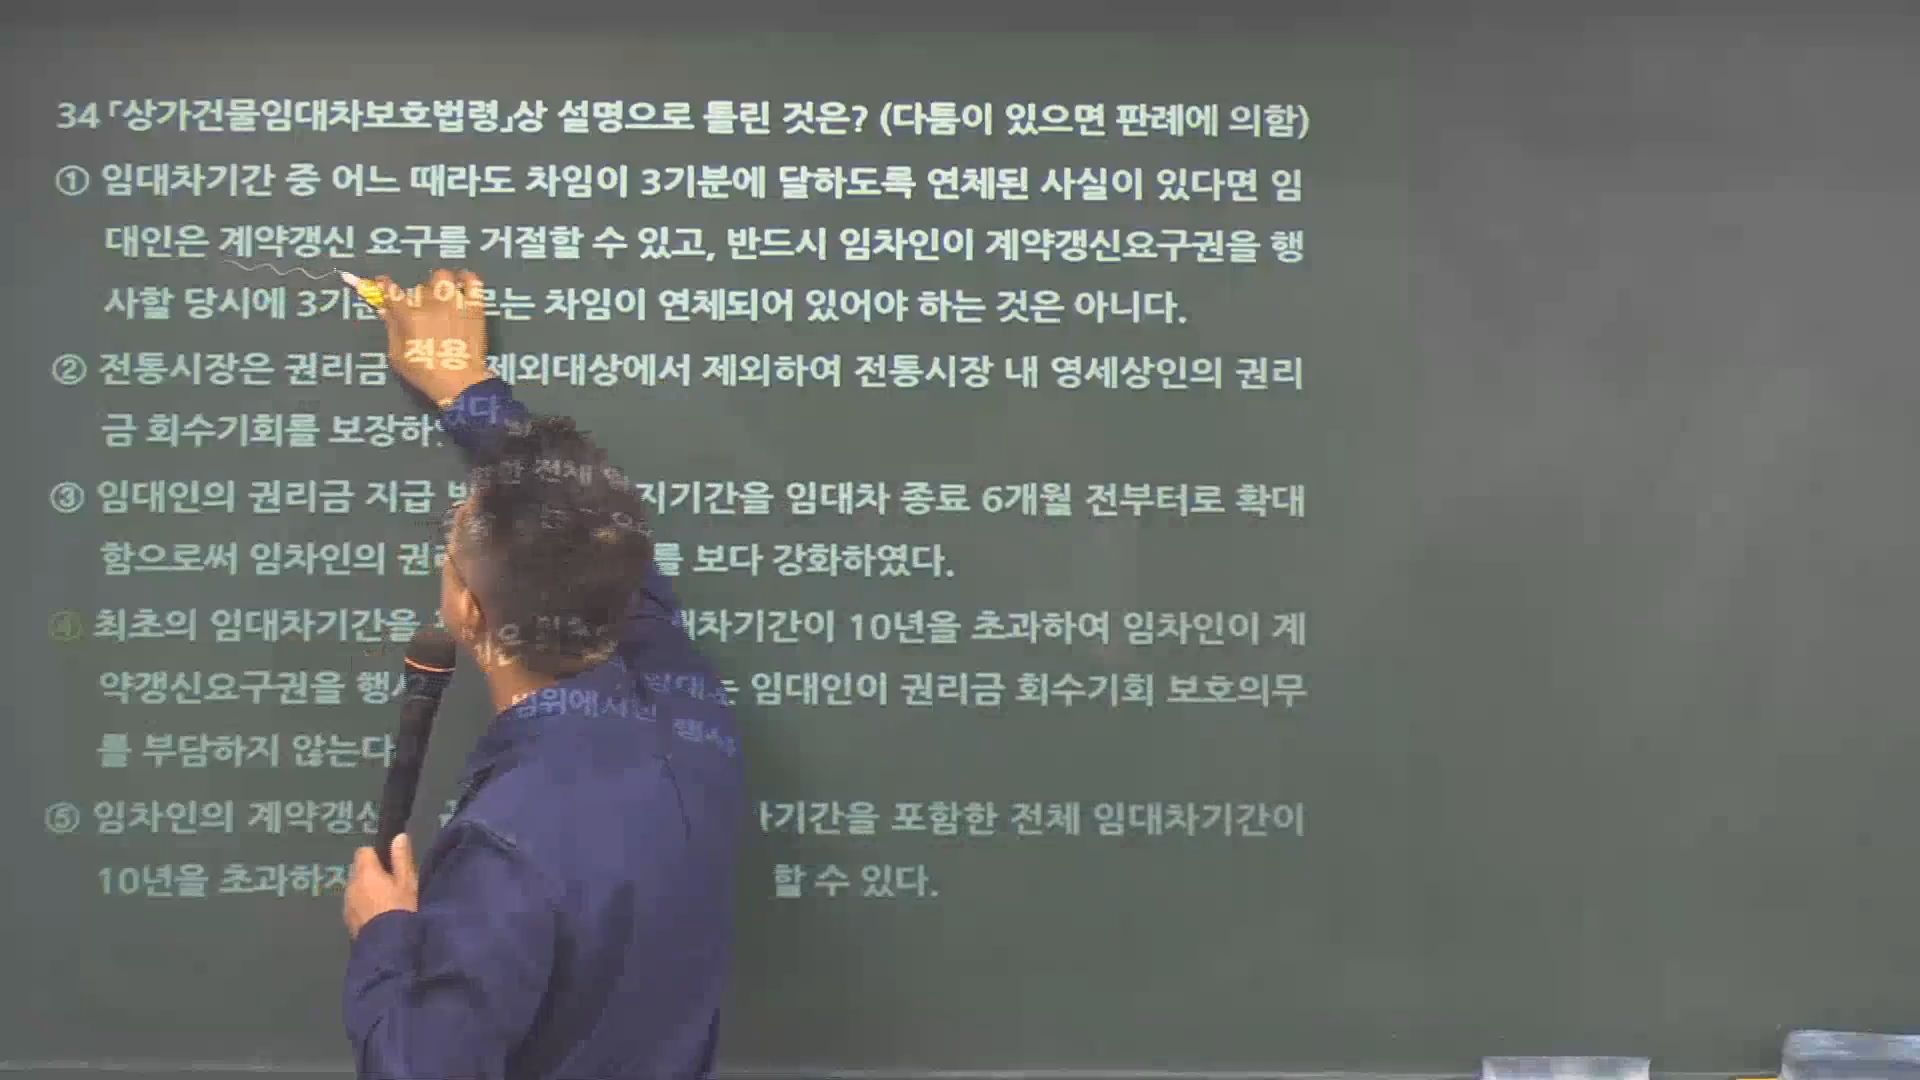 34「상가건물임대차보호법령」상 설명으로 틀린 것은? (다툼이 있으면 판례에 의함)
① 임대차기간 중 어느 때라도 차임이 3기분에 달하도록 연체된 사실이 있다면 임
대인은 계약갱신 요구를 거절할 수 있고, 반드시 임차인이 계약갱신요구권을 행
사할 당시에 3기분에 이르는 차임이 연체되어 있어야 하는 것은 아니다.
② 전통시장은 권리금 적용 제외대상에서 제외하여 전통시장 내 영세상인의 권리
금 회수기회를 보장하였다.
③ 임대인의 권리금 지급 지기간을 임대차 종료 6개월 전부터로 확대
함으로써 임차인의 를 보다 강화하였다.
④ 최초의 임대차기간을 차기간이 10년을 초과하여 임차인이 계
약갱신요구권을 임대인이 권리금 회수기회 보호의무
를 부담하지 않는다
⑤ 임차인의 계약갱신 기간을 포함한 전체 임대차기간이
10년을 초과하지 범위에서만 행사할 수 있다.